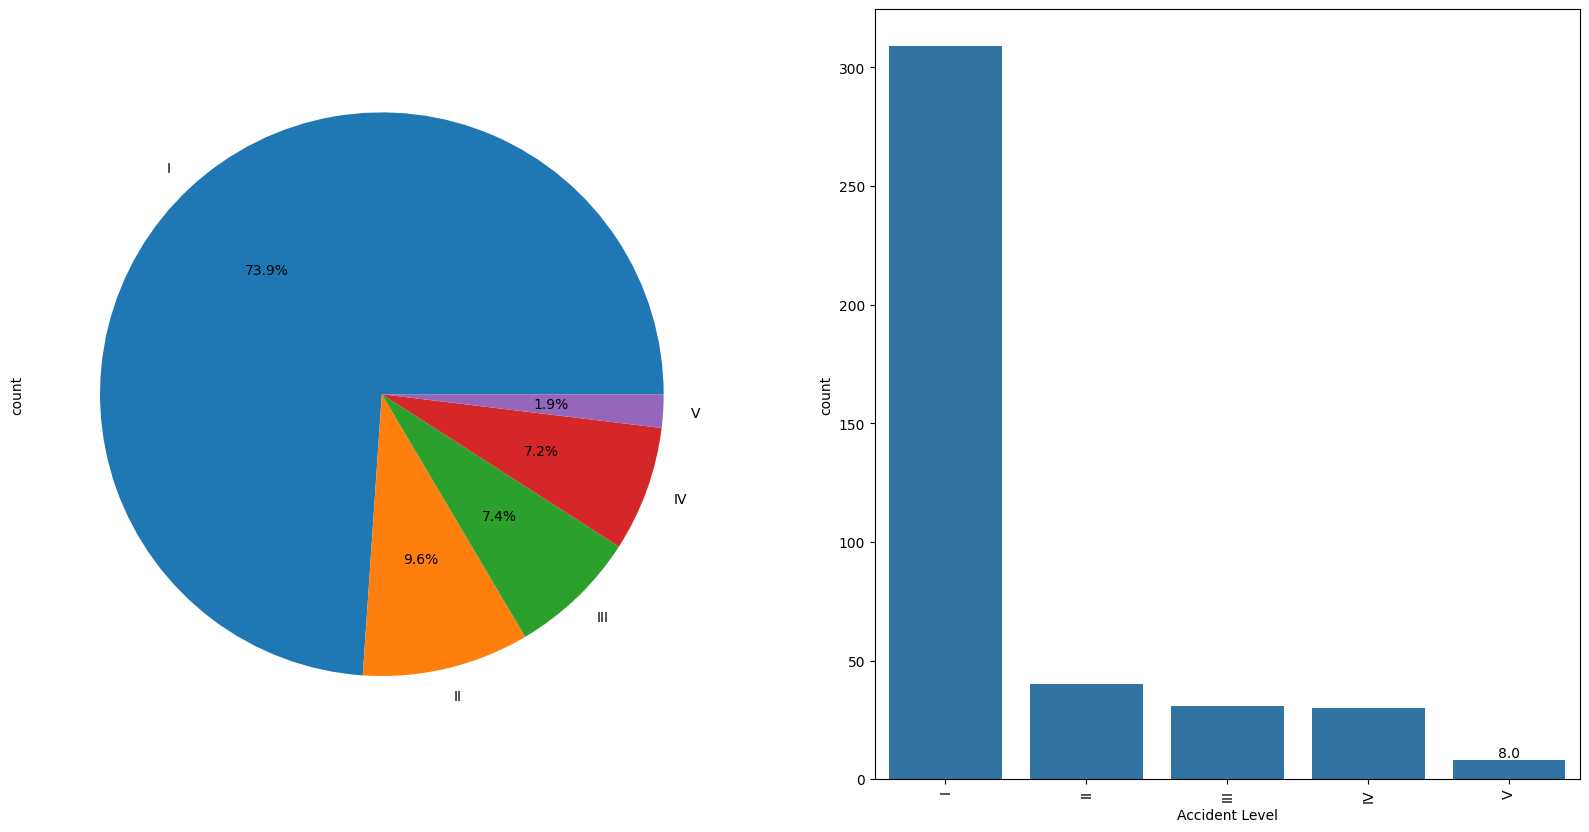 I
73.9%
count
1.9%
V
7.2%
IV
7.4%
9.6%
III
II
300
250
200
150
100
50
0
count
8.0
I
II
III
IV
V
Accident Level